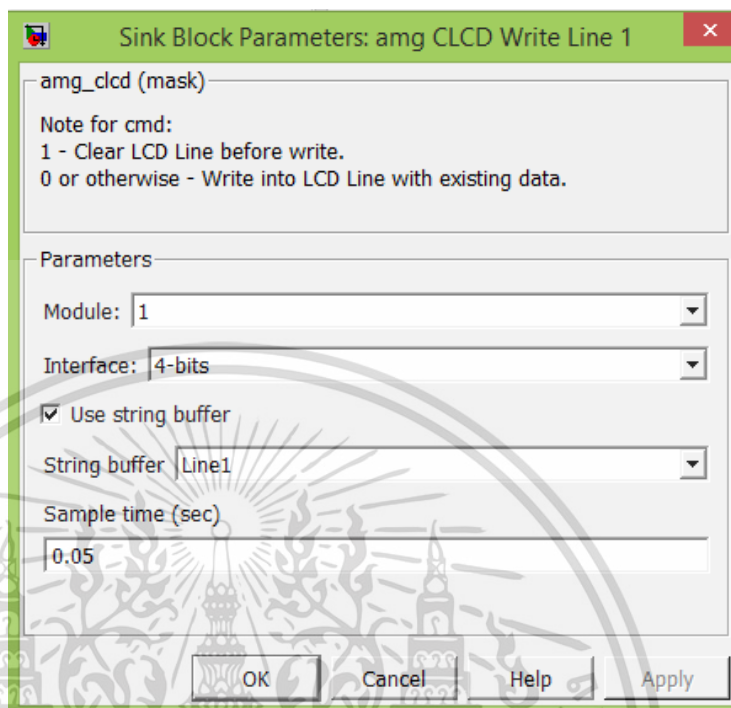 Sink Block Parameters: amg CLCD Write Line 1
amg_clcd (mask)
Note for cmd:
1 - Clear LCD Line before write.
0 or otherwise - Write into LCD Line with existing data.
Parameters
Module: 1
Interface: 4-bits
Use string buffer
String buffer Line1
Sample time (sec)
0.05
OK Cancel Help Apply